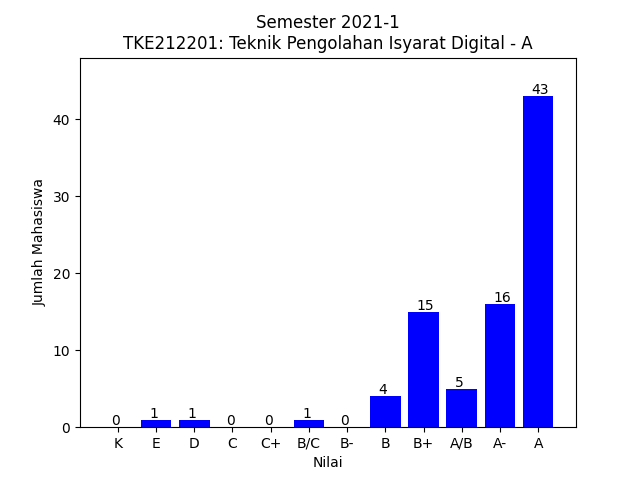 Semester 2021-1
TKE212201: Teknik Pengolahan Isyarat Digital - A
Jumlah Mahasiswa
40
30
20
10
0
0 1 1 0 0 1 0 4 15 5 16 43
K E D C C+ B/C B- B B+ A/B A- A
Nilai